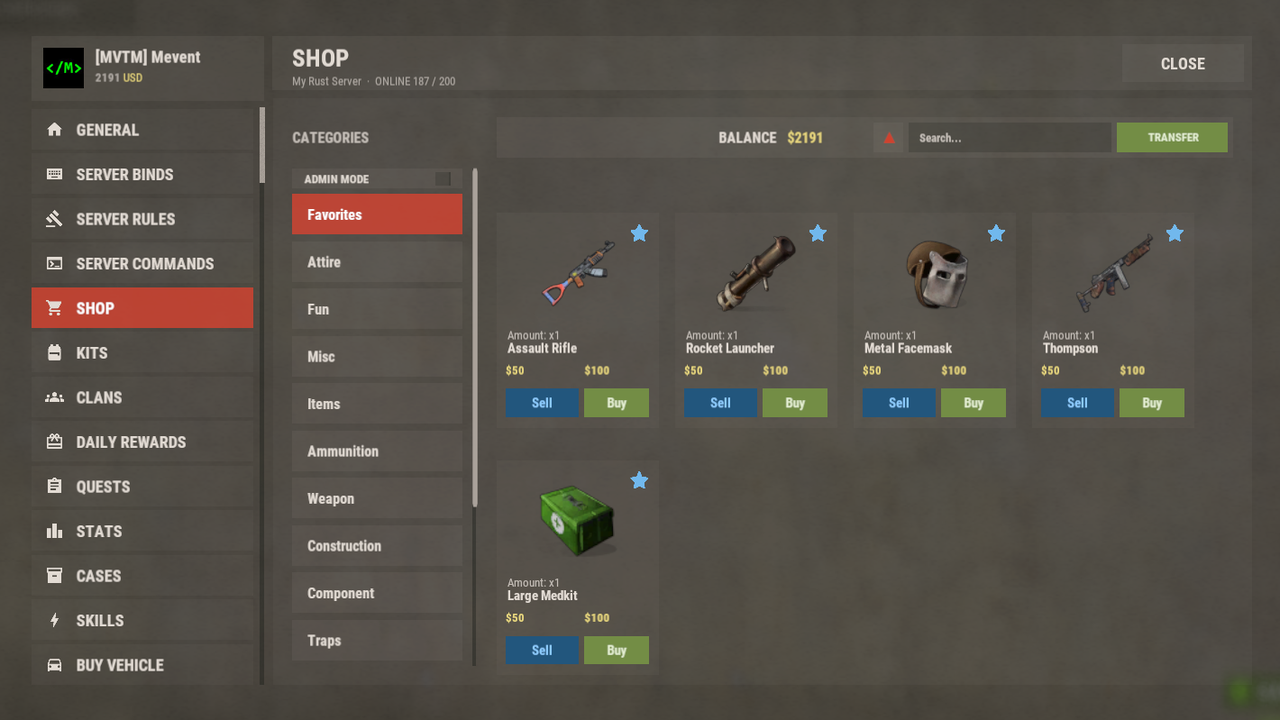 </M>
[MVTM] Mevent
2191 USD
GENERAL
SERVER BINDS
SERVER RULES
SERVER COMMANDS
SHOP
KITS
CLANS
DAILY REWARDS
QUESTS
STATS
CASES
SKILLS
BUY VEHICLE
SHOP
My Rust Server · ONLINE 187 / 200
CLOSE
CATEGORIES
ADMIN MODE
Favorites
Attire
Fun
Misc
Items
Ammunition
Weapon
Construction
Component
Traps
BALANCE $2191
Search...
TRANSFER
Amount: x1
Assault Rifle
$50 $100
Sell Buy
Amount: x1
Rocket Launcher
$50 $100
Sell Buy
Amount: x1
Metal Facemask
$50 $100
Sell Buy
Amount: x1
Thompson
$50 $100
Sell Buy
Amount: x1
Large Medkit
$50 $100
Sell Buy